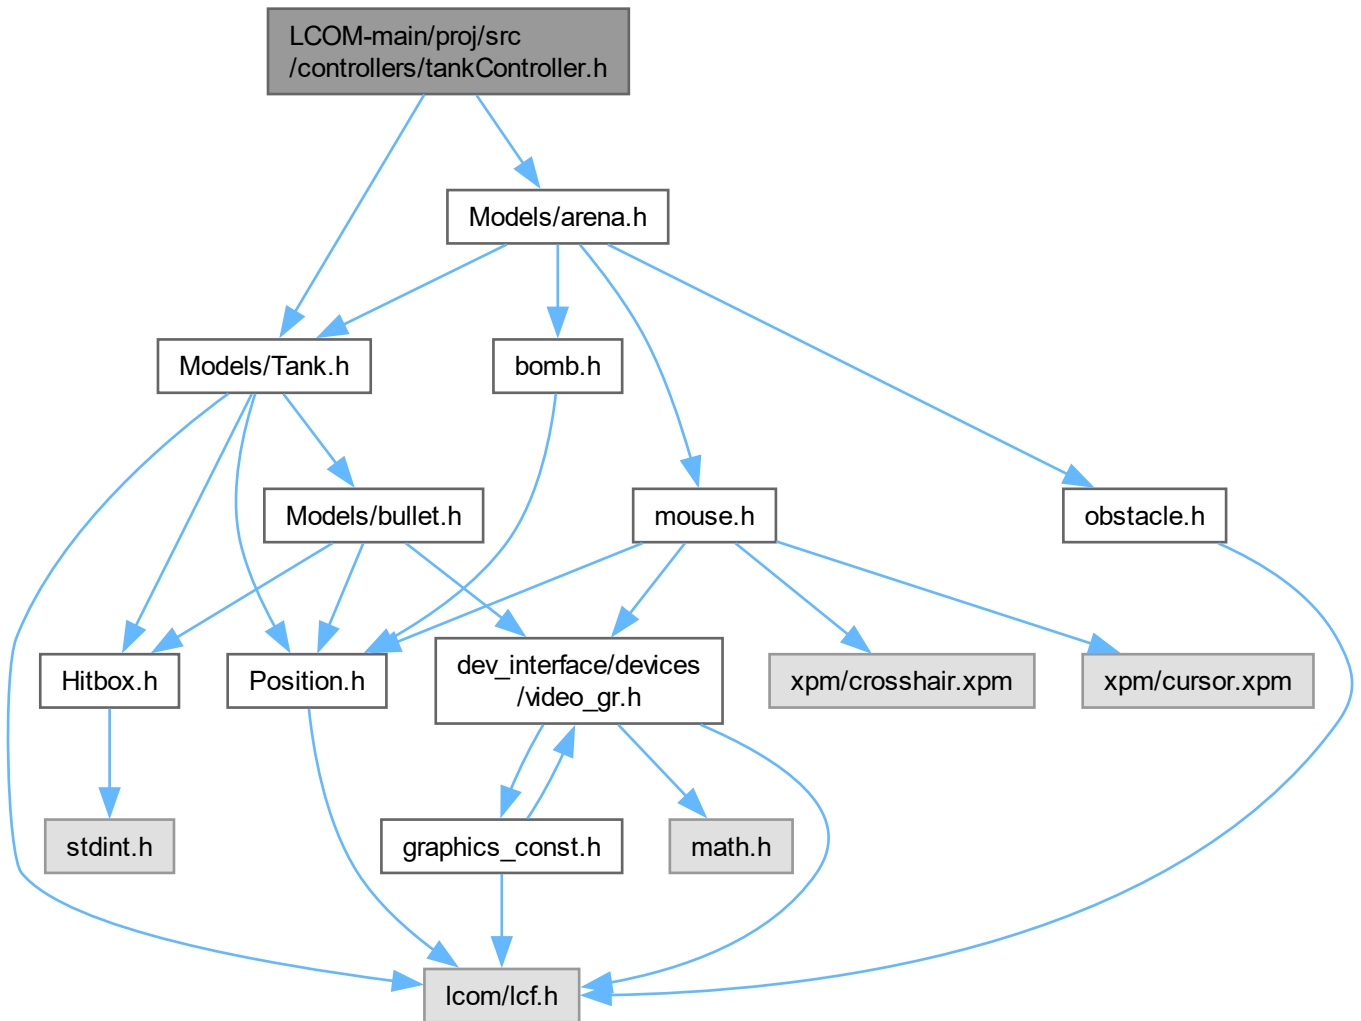 LCOM-main/proj/src
/controllers/tankController.h
Models/arena.h
Models/Tank.h
bomb.h
Models/bullet.h
mouse.h
obstacle.h
Hitbox.h
Position.h
dev_interface/devices
/video_gr.h
xpm/crosshair.xpm
xpm/cursor.xpm
stdint.h
graphics_const.h
math.h
lcom/lcf.h